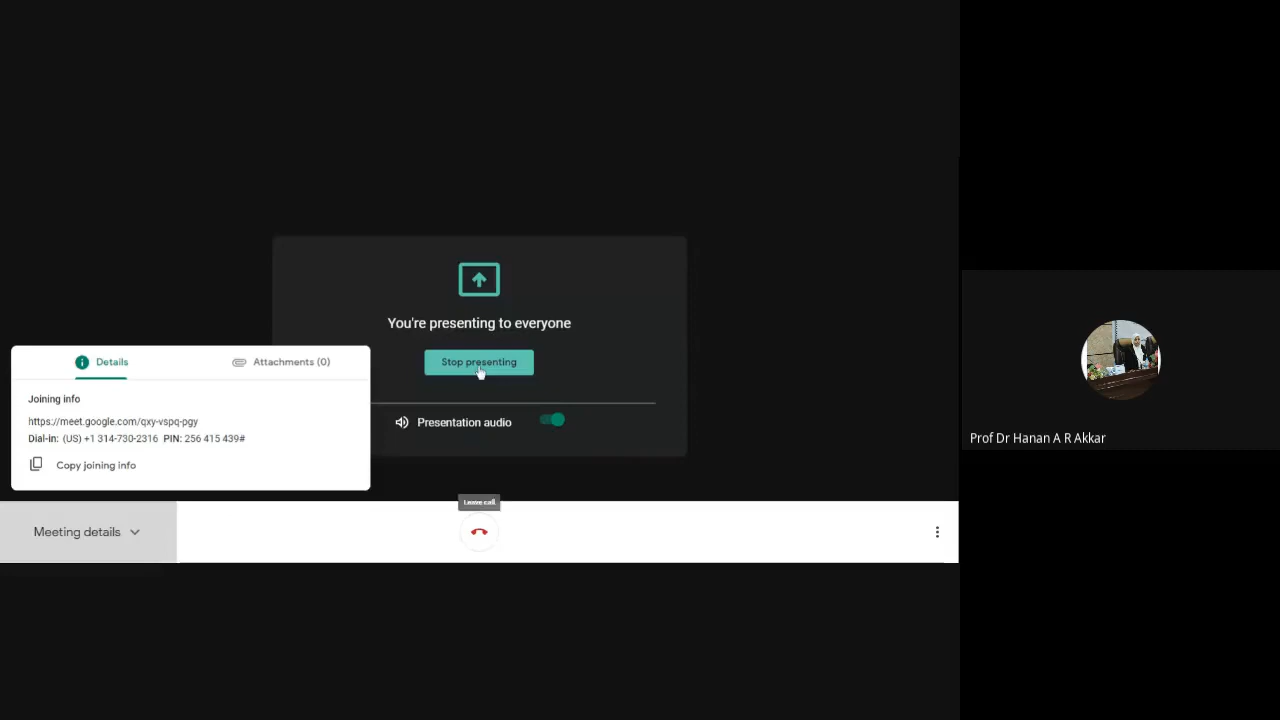 You're presenting to everyone
Stop presenting
Presentation audio
Details
Attachments (0)
Joining info
https://meet.google.com/qxy-vspq-pgy
Dial-in: (US) +1 314-730-2316 PIN: 256 415 439#
Copy joining info
Leave call
Meeting details
Prof Dr Hanan A R Akkar